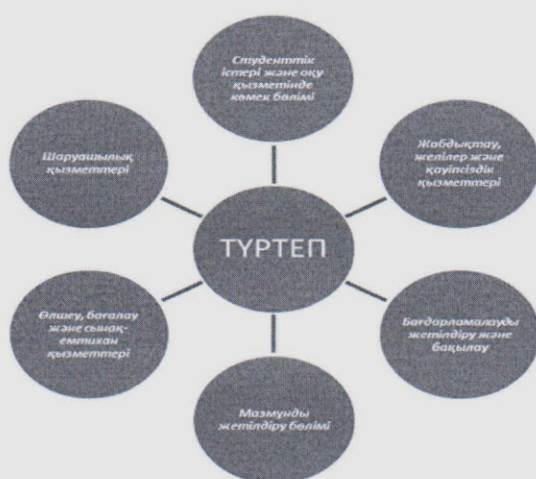 Студенттік
істері және оқу
қызметінде
көмек бөлімі
Шаруашылық
қызметтері
Жабдықтау,
желілер және
қауіпсіздік
қызметтері
ТҮРТЕП
Өлшеу, бағалау
және сынақ-
емтихан
қызметтері
Бағдарламалауды
жетілдіру және
бақылау
Мазмұнды
жетілдіру бөлімі